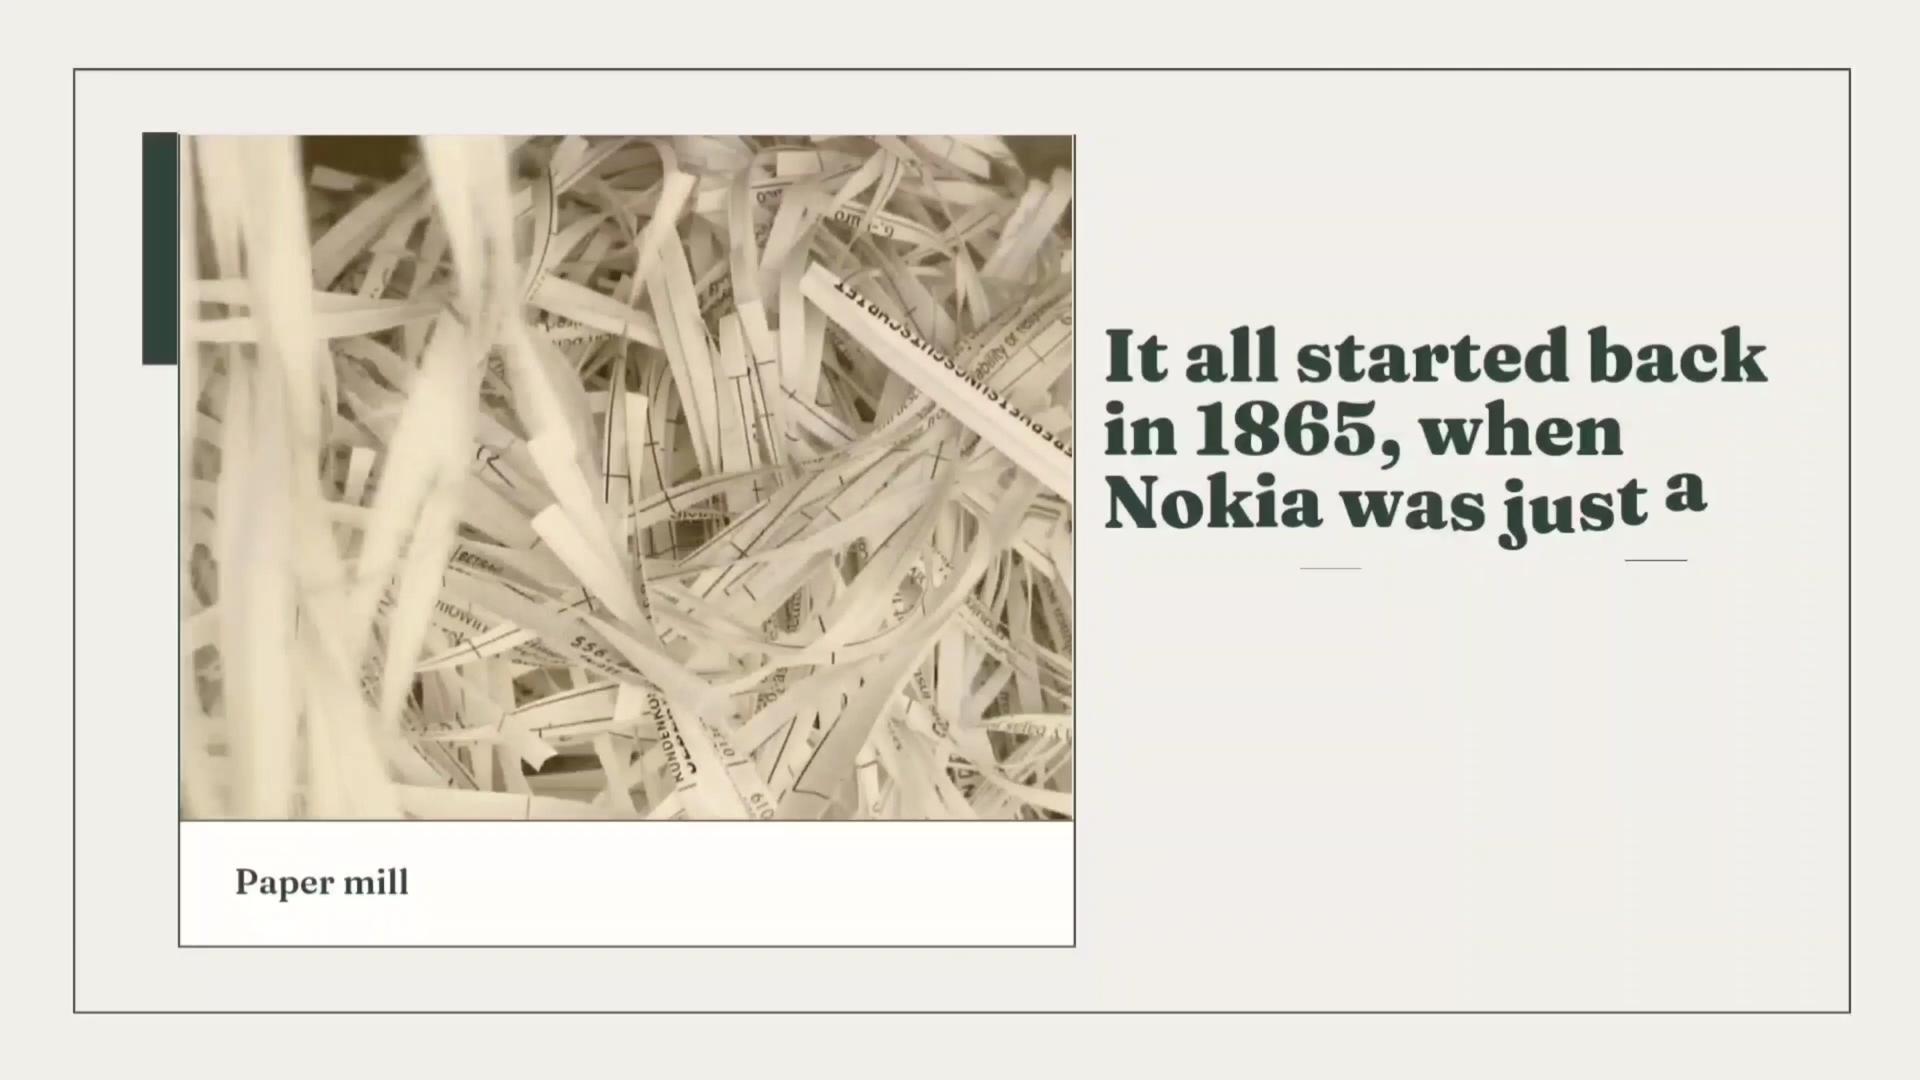 It all started back
in 1865, when
Nokia was just a
Paper mill